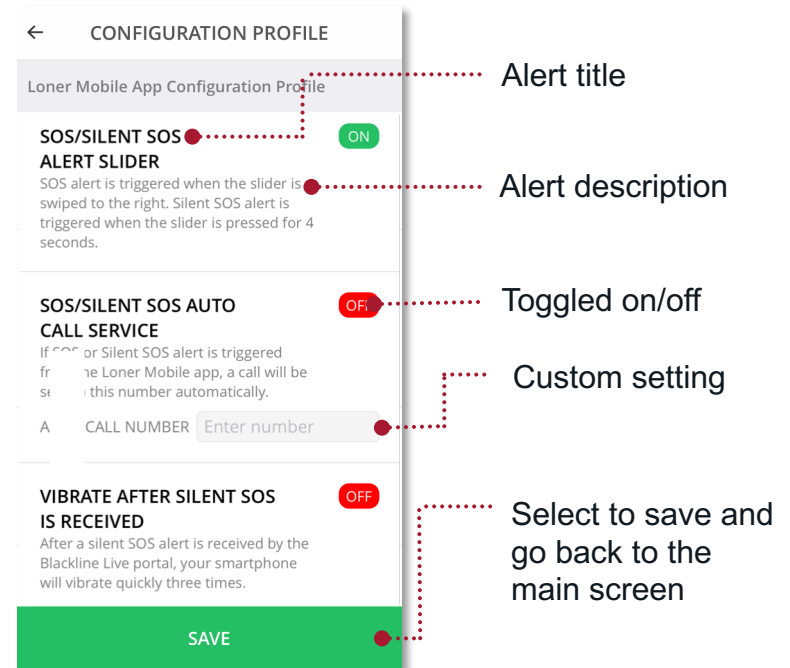 CONFIGURATION PROFILE
Loner Mobile App Configuration Profile
Alert title
SOS/SILENT SOS
ALERT SLIDER
ON
SOS alert is triggered when the slider is
swiped to the right. Silent SOS alert is
triggered when the slider is pressed for 4
seconds.
Alert description
SOS/SILENT SOS AUTO
CALL SERVICE
OFF
Toggled on/off
If SOS or Silent SOS alert is triggered
the Loner Mobile app, a call will be
this number automatically.
Custom setting
CALL NUMBER
Enter number
VIBRATE AFTER SILENT SOS
IS RECEIVED
OFF
After a silent SOS alert is received by the
Blackline Live portal, your smartphone
will vibrate quickly three times.
Select to save and
go back to the
main screen
SAVE